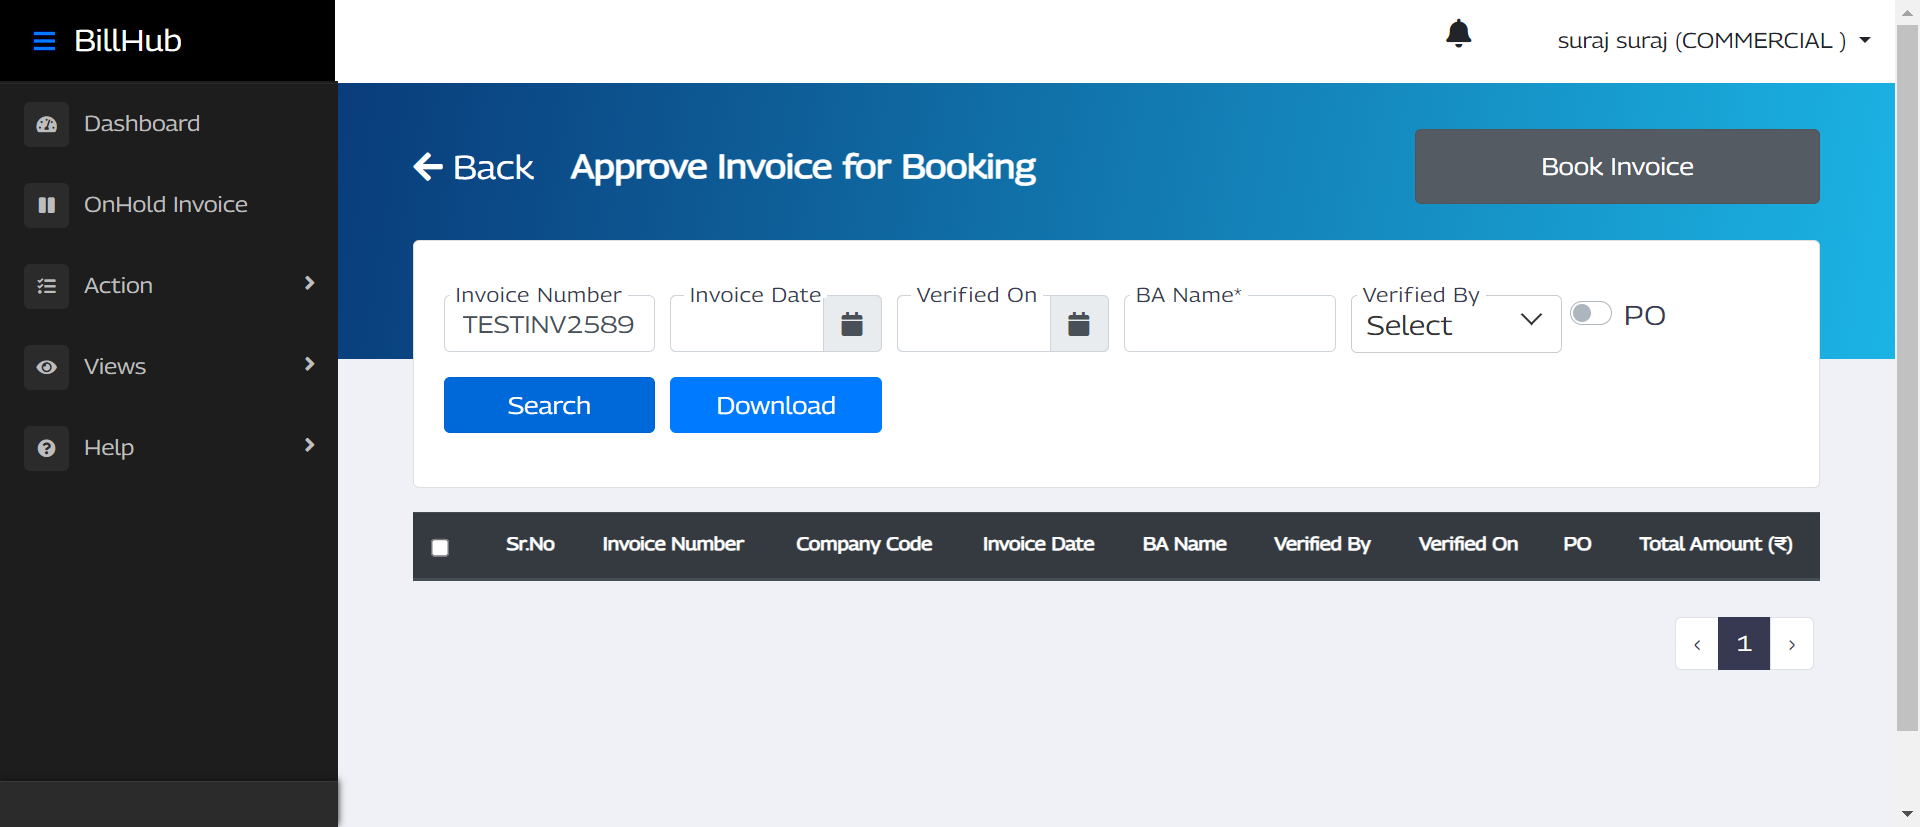 BillHub
suraj suraj (COMMERCIAL )
Dashboard
OnHold Invoice
Action
Views
Help
Back
Approve Invoice for Booking
Book Invoice
Invoice Number
TESTINV2589
Invoice Date
Verified On
BA Name*
Verified By
Select
PO
Search
Download
Sr.No Invoice Number Company Code Invoice Date BA Name Verified By Verified On PO Total Amount (₹)
‹ 1 ›